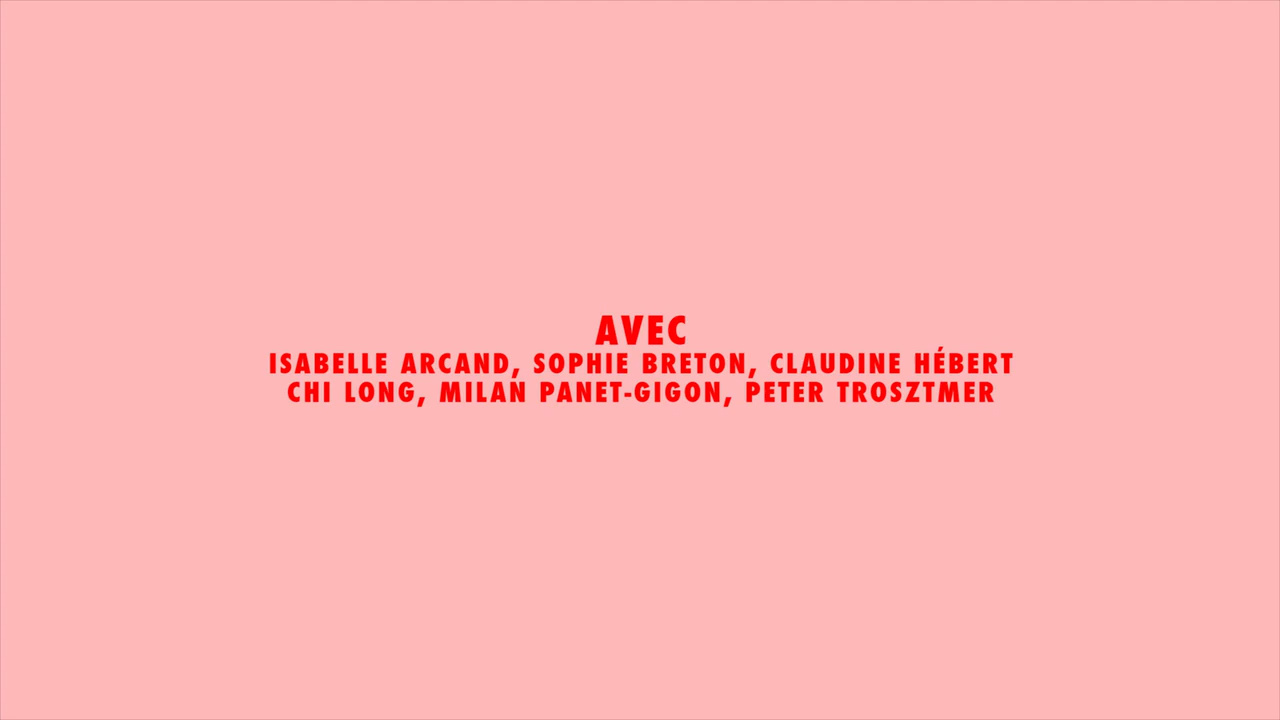 AVEC
ISABELLE ARCAND, SOPHIE BRETON, CLAUDINE HÉBERT
CHI LONG, MILAN PANET-GIGON, PETER TROSZTMER